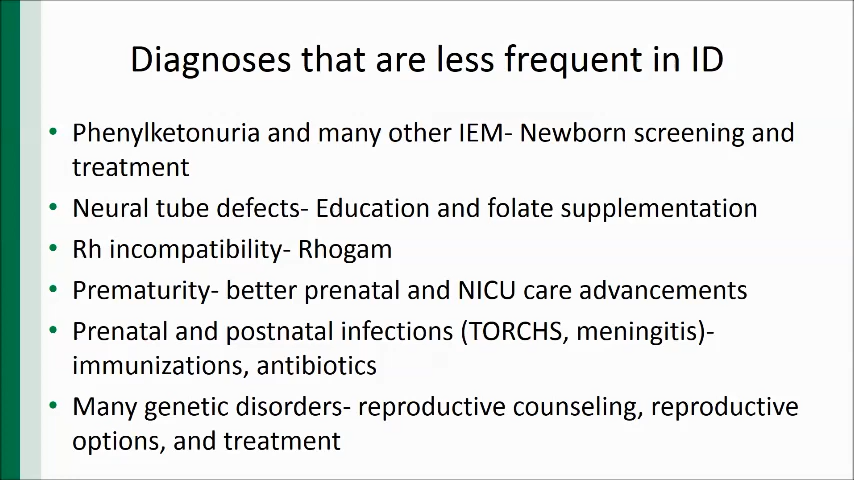 Diagnoses that are less frequent in ID
• Phenylketonuria and many other IEM- Newborn screening and
treatment
• Neural tube defects- Education and folate supplementation
• Rh incompatibility- Rhogam
• Prematurity- better prenatal and NICU care advancements
• Prenatal and postnatal infections (TORCHS, meningitis)-
immunizations, antibiotics
• Many genetic disorders- reproductive counseling, reproductive
options, and treatment